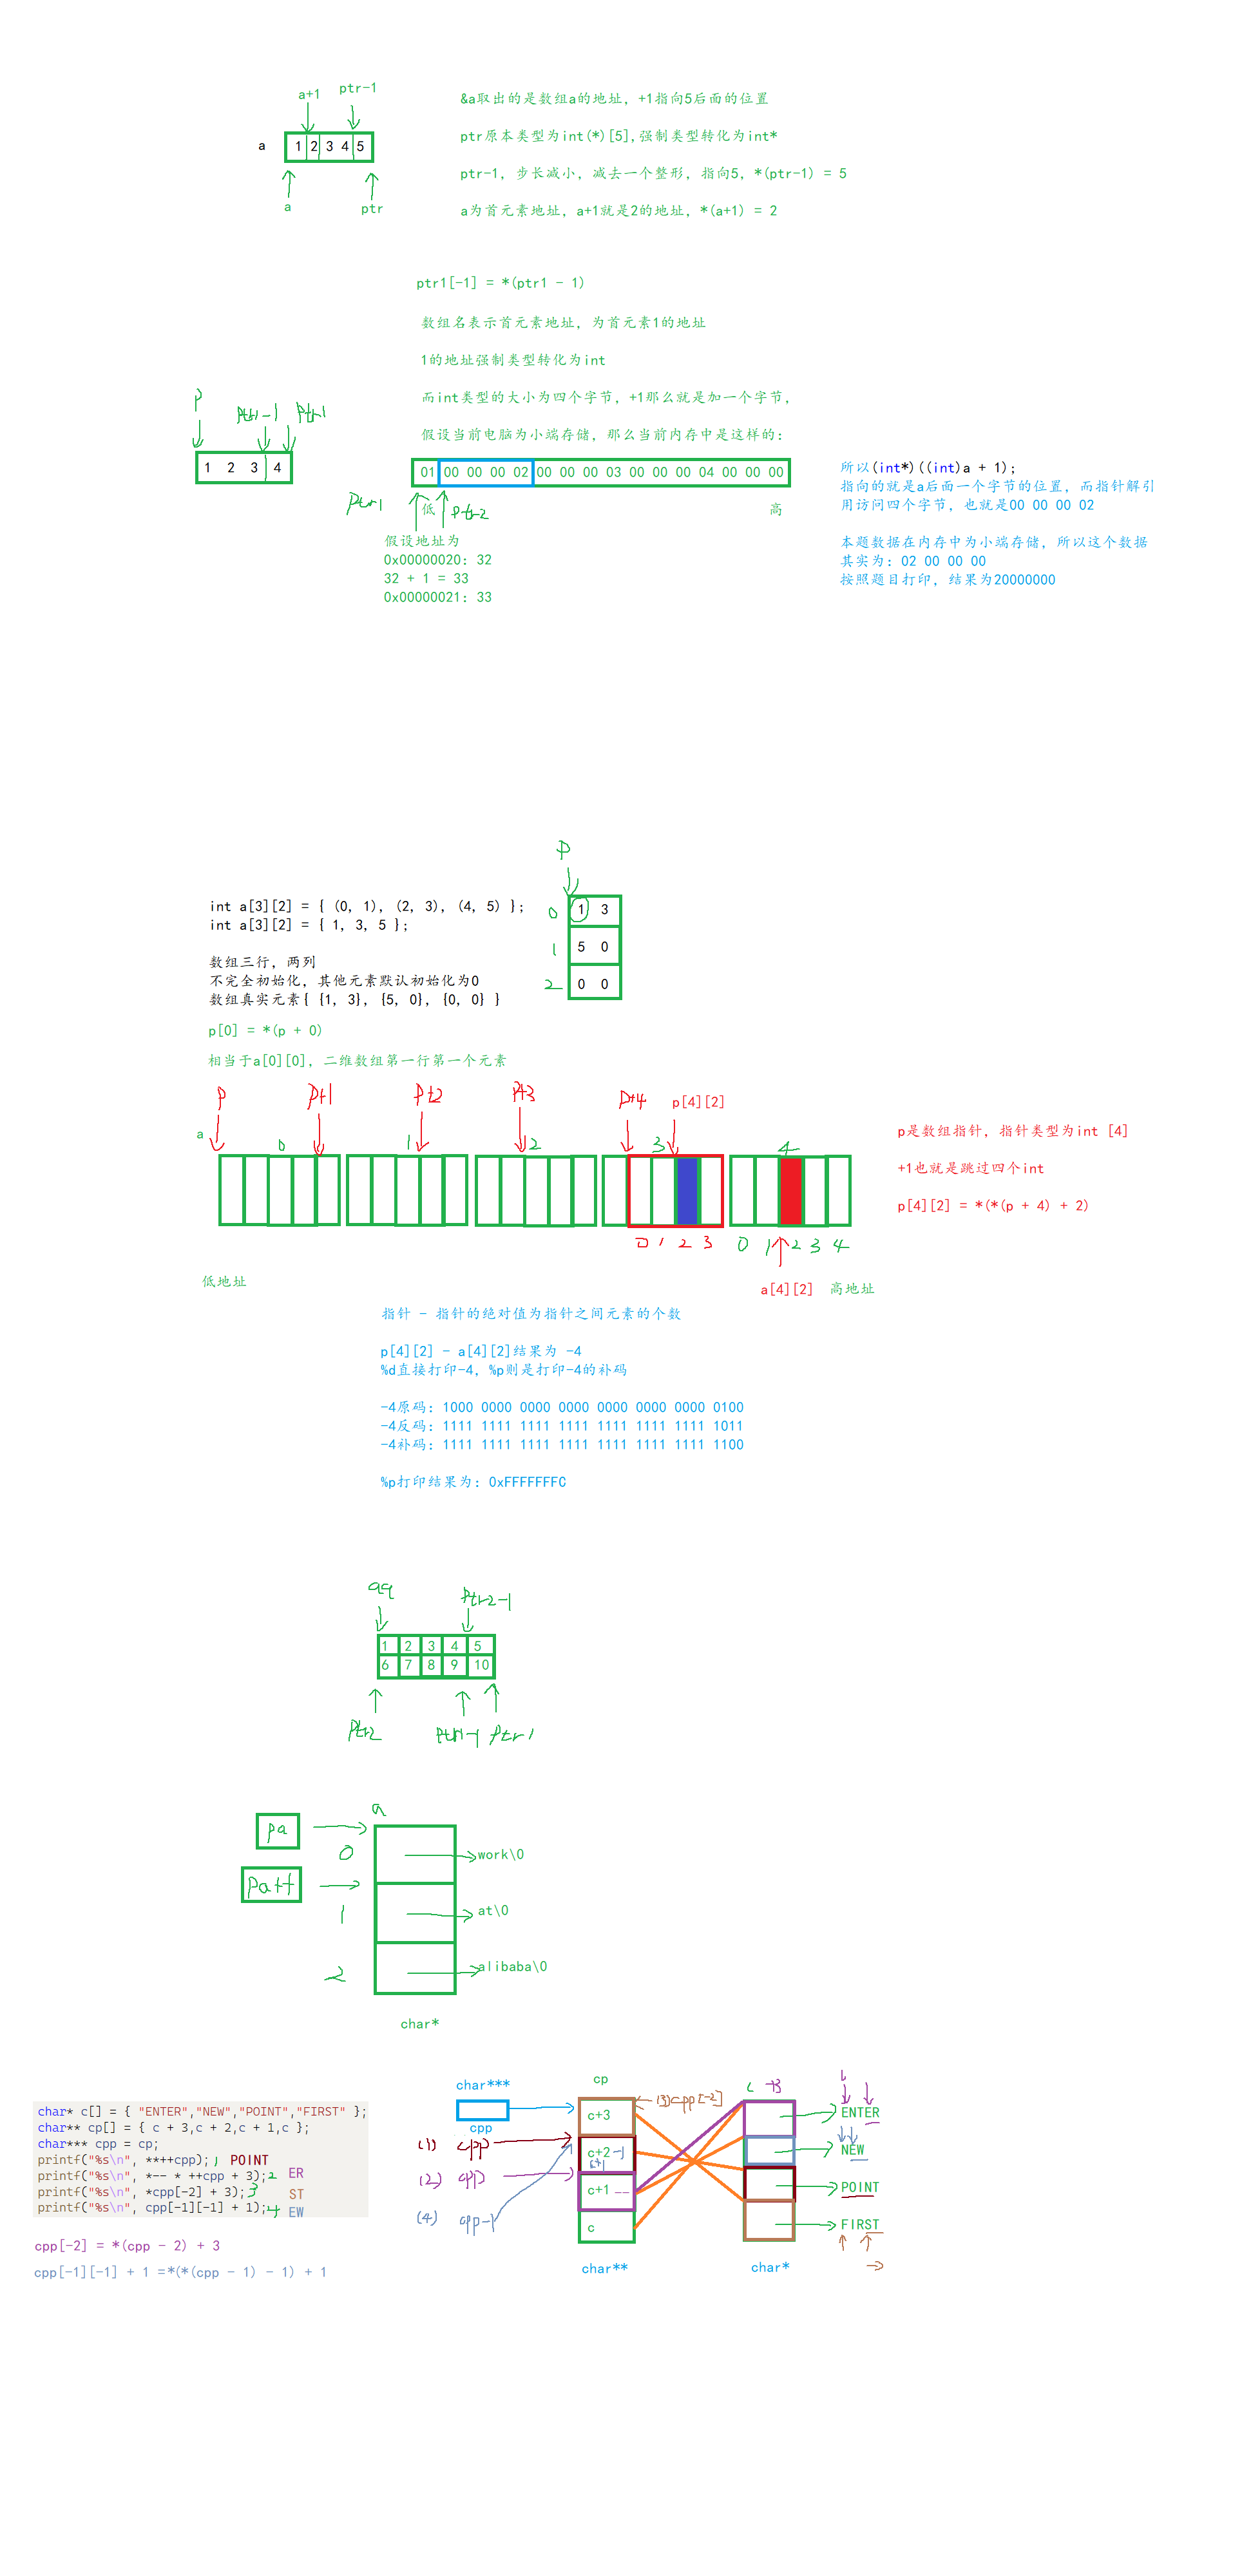 a+1
ptr-1
a
1 2 3 4 5
a
ptr
&a取出的是数组a的地址，+1指向5后面的位置
ptr原本类型为int(*)[5],强制类型转化为int*
ptr-1，步长减小，减去一个整形，指向5，*(ptr-1) = 5
a为首元素地址，a+1就是2的地址，*(a+1) = 2
ptr1[-1] = *(ptr1 - 1)
数组名表示首元素地址，为首元素1的地址
1的地址强制类型转化为int
而int类型的大小为四个字节，+1那么就是加一个字节，
假设当前电脑为小端存储，那么当前内存中是这样的：
P
Ptr1-1
Ptr1
1 2 3 4
01 00 00 00 02 00 00 00 03 00 00 00 04 00 00 00
Ptr1
低
Ptr2
高
假设地址为
0x00000020：32
32 + 1 = 33
0x00000021：33
所以(int*)((int)a + 1);
指向的就是a后面一个字节的位置，而指针解引
用访问四个字节，也就是00 00 00 02
本题数据在内存中为小端存储，所以这个数据
其实为：02 00 00 00
按照题目打印，结果为20000000
P
int a[3][2] = { (0, 1), (2, 3), (4, 5) };
int a[3][2] = { 1, 3, 5 };
0 1 3
1 5 0
2 0 0
数组三行，两列
不完全初始化，其他元素默认初始化为0
数组真实元素{ {1, 3}, {5, 0}, {0, 0} }
p[0] = *(p + 0)
相当于a[0][0]，二维数组第一行第一个元素
P P+1 P+2 P+3 P+4 p[4][2]
a
0 1 2 3 4
0 1 2 3
0 1 2 3 4
a[4][2]
低地址
高地址
p是数组指针，指针类型为int [4]
+1也就是跳过四个int
p[4][2] = *(*(p + 4) + 2)
指针 - 指针的绝对值为指针之间元素的个数
p[4][2] - a[4][2]结果为 -4
%d直接打印-4，%p则是打印-4的补码
-4原码：1000 0000 0000 0000 0000 0000 0000 0100
-4反码：1111 1111 1111 1111 1111 1111 1111 1011
-4补码：1111 1111 1111 1111 1111 1111 1111 1100
%p打印结果为：0xFFFFFFFC
aa
Ptr2-1
1 2 3 4 5
6 7 8 9 10
Ptr2
Ptr1-1
Ptr1
a
pa
0
work\0
Pa++
1
at\0
2
alibaba\0
char*
char* c[] = { "ENTER","NEW","POINT","FIRST" };
char** cp[] = { c + 3,c + 2,c + 1,c };
char*** cpp = cp;
printf("%s\n", **++cpp); 1 POINT
printf("%s\n", *-- * ++cpp + 3); 2 ER
printf("%s\n", *cpp[-2] + 3); 3 ST
printf("%s\n", cpp[-1][-1] + 1); 4 EW
cpp[-2] = *(cpp - 2) + 3
cpp[-1][-1] + 1 =*(*(cpp - 1) - 1) + 1
char***
cpp
(1) cpp
(2) cpp
(4) cpp-1
cp
c+3
(3)cpp[-2]
c+2 -1
c+1 --
c
char**
c +3
ENTER
NEW
POINT
FIRST
char*